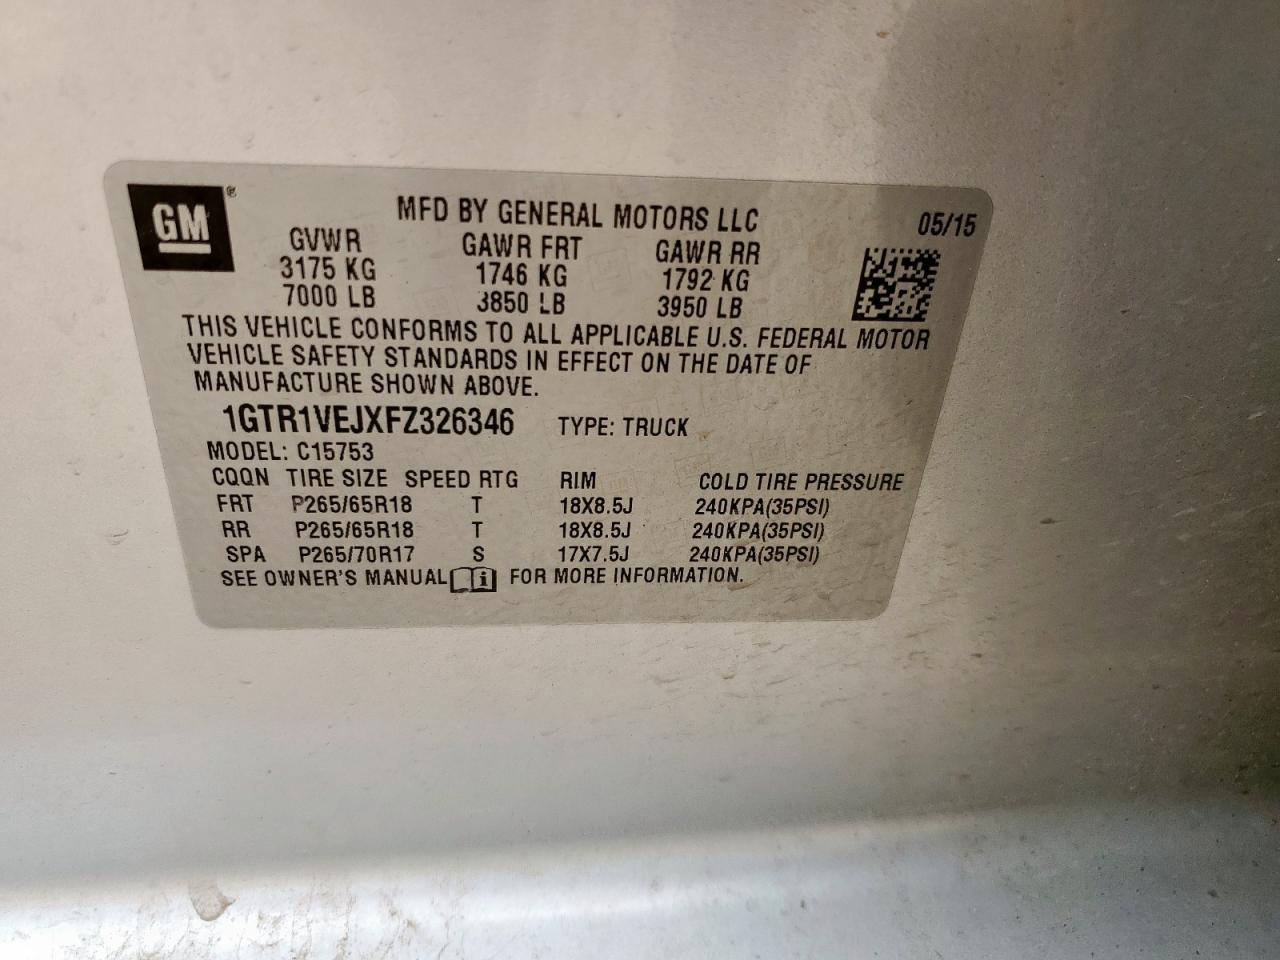 GM®
MFD BY GENERAL MOTORS LLC 05/15
GVWR GAWR FRT GAWR RR
3175 KG 1746 KG 1792 KG
7000 LB 3850 LB 3950 LB
THIS VEHICLE CONFORMS TO ALL APPLICABLE U.S. FEDERAL MOTOR
VEHICLE SAFETY STANDARDS IN EFFECT ON THE DATE OF
MANUFACTURE SHOWN ABOVE.
1GTR1VEJXFZ326346 TYPE: TRUCK
MODEL: C15753
CQQN TIRE SIZE SPEED RTG RIM COLD TIRE PRESSURE
FRT P265/65R18 T 18X8.5J 240KPA(35PSI)
RR P265/65R18 T 18X8.5J 240KPA(35PSI)
SPA P265/70R17 S 17X7.5J 240KPA(35PSI)
SEE OWNER'S MANUAL i FOR MORE INFORMATION.